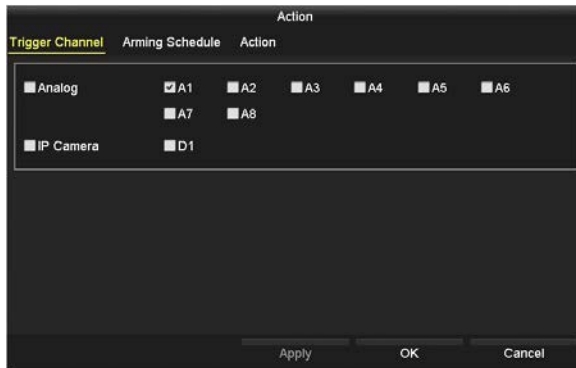 Action
Trigger Channel Arming Schedule Action
Analog A1 A2 A3 A4 A5 A6
A7 A8
IP Camera D1
Apply OK Cancel